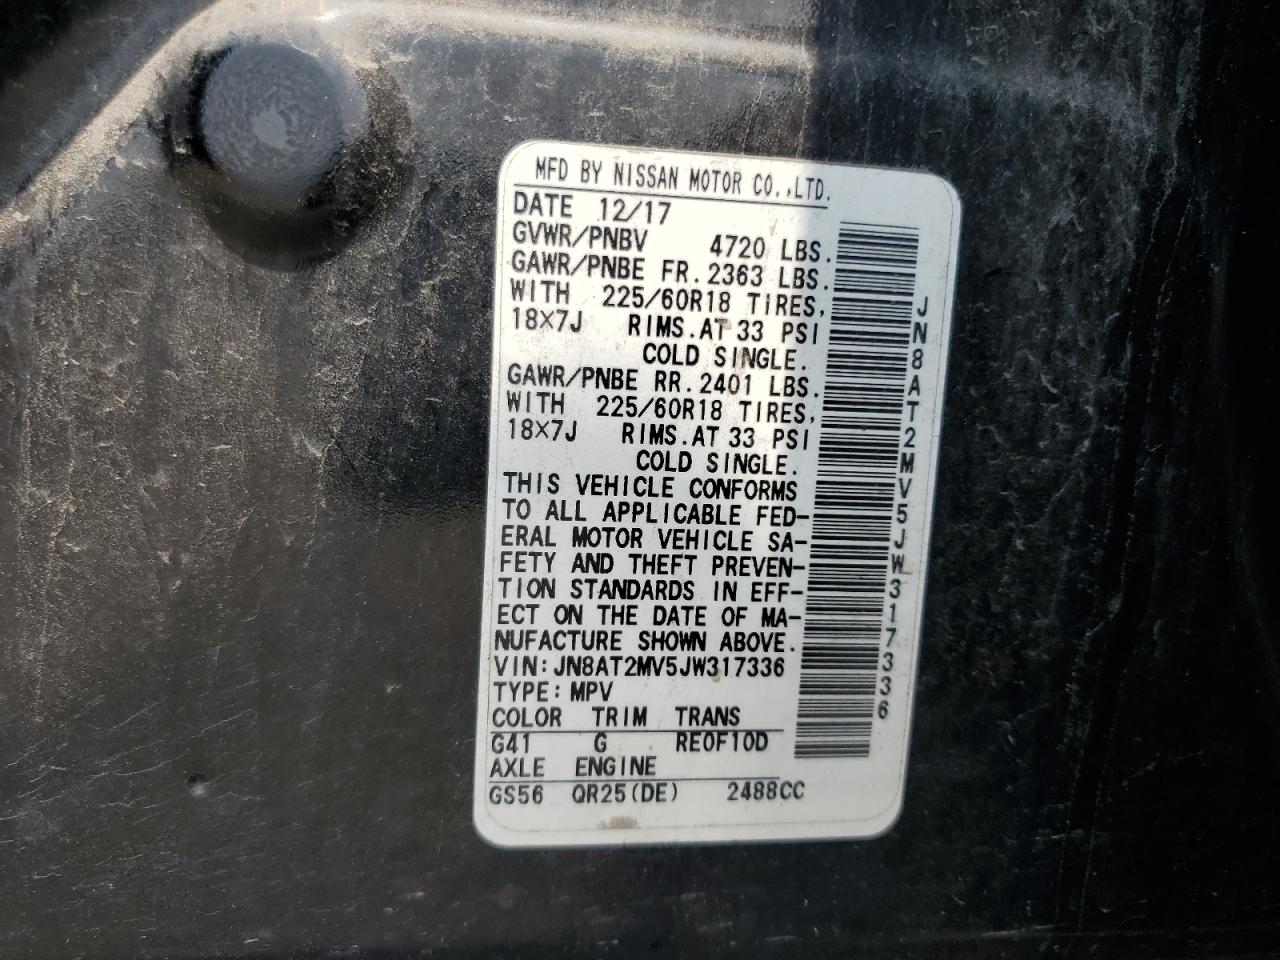 MFD BY NISSAN MOTOR CO.,LTD.
DATE 12/17
GVWR/PNBV 4720 LBS.
GAWR/PNBE FR.2363 LBS.
WITH 225/60R18 TIRES,
18X7J RIMS.AT 33 PSI
COLD SINGLE.
GAWR/PNBE RR.2401 LBS.
WITH 225/60R18 TIRES,
18X7J RIMS.AT 33 PSI
COLD SINGLE.
THIS VEHICLE CONFORMS
TO ALL APPLICABLE FED-
ERAL MOTOR VEHICLE SA-
FETY AND THEFT PREVEN-
TION STANDARDS IN EFF-
ECT ON THE DATE OF MA-
NUFACTURE SHOWN ABOVE.
VIN:JN8AT2MV5JW317336
TYPE:MPV
COLOR TRIM TRANS
G41 G RE0F10D
AXLE ENGINE
GS56 QR25(DE) 2488CC
JN8AT2MV5JW317336